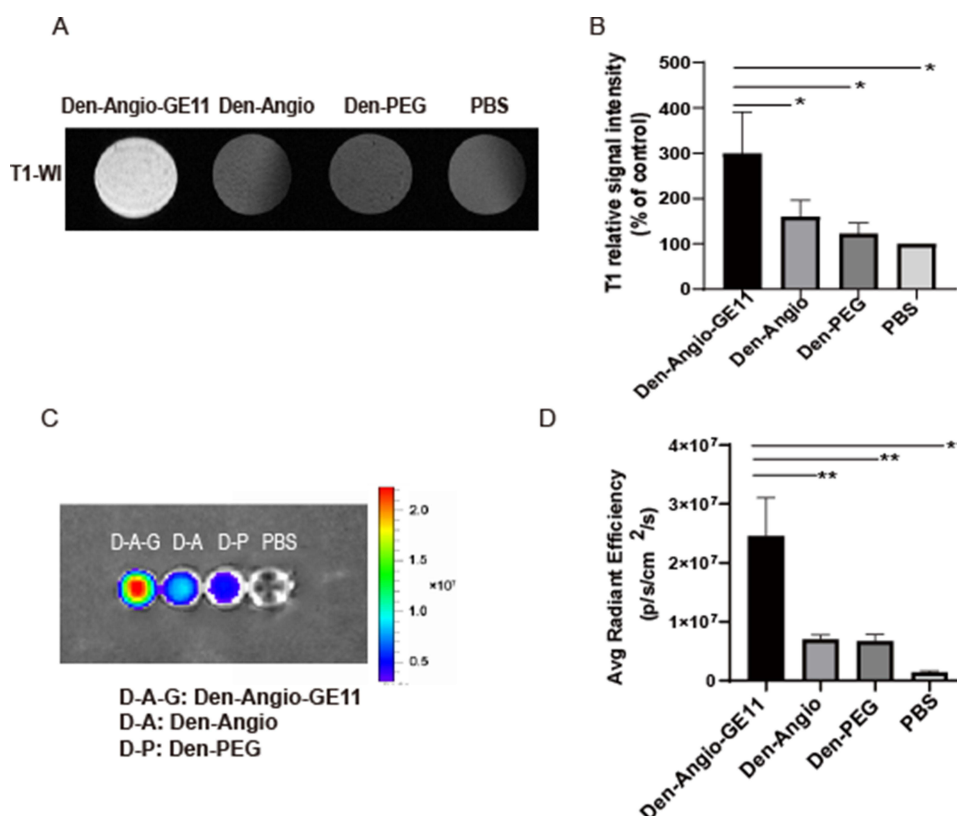 A
Den-Angio-GE11 Den-Angio Den-PEG PBS
T1-WI
B
T1 relative signal intensity
(% of control)
500
400
300
200
100
0
*
*
*
Den-Angio-GE11
Den-Angio
Den-PEG
PBS
C
D-A-G D-A D-P PBS
2.0
1.5
×10⁷
1.0
0.5
D-A-G: Den-Angio-GE11
D-A: Den-Angio
D-P: Den-PEG
D
Avg Radiant Efficiency
(p/s/cm²/s)
4×10⁷
3×10⁷
2×10⁷
1×10⁷
0
**
**
Den-Angio-GE11
Den-Angio
Den-PEG
PBS